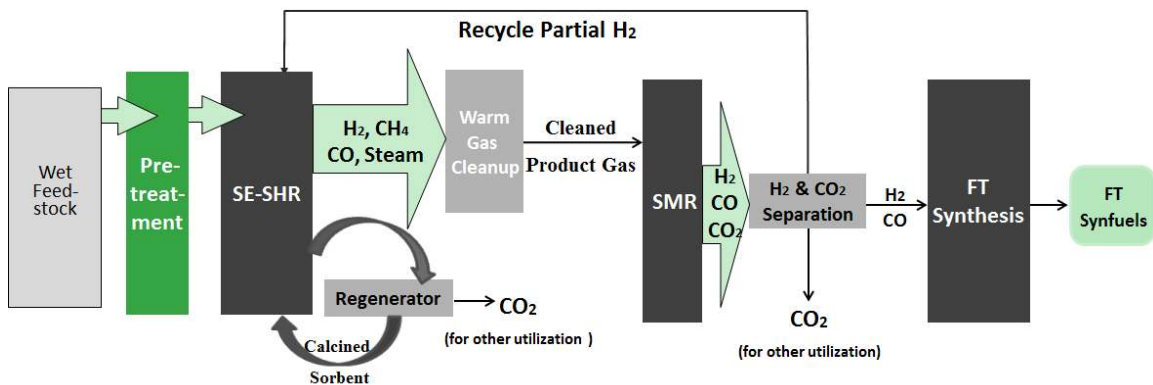 Recycle Partial H₂
Wet
Feed-
stock
Pre-
treat-
ment
SE-SHR
H₂, CH₄
CO, Steam
Warm
Gas
Cleanup
Cleaned
Product Gas
SMR
H₂
CO
CO₂
H₂ & CO₂
Separation
H₂
CO
FT
Synthesis
FT
Synfuels
Regenerator
CO₂
(for other utilization )
Calcined
Sorbent
CO₂
(for other utilization)